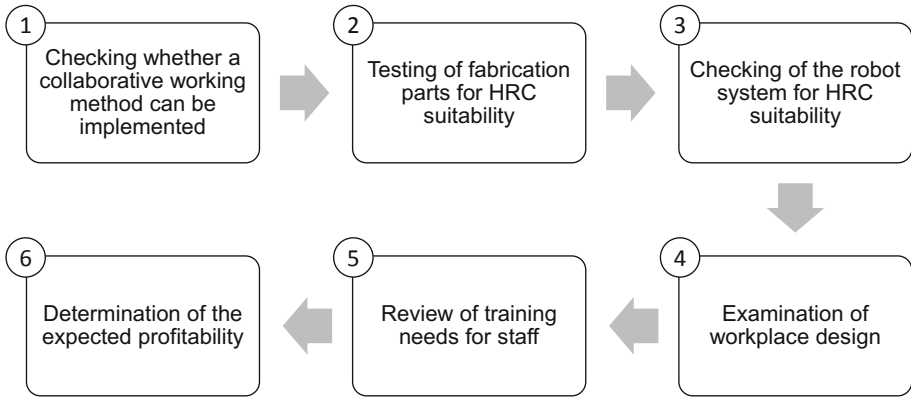 1
Checking whether a
collaborative working
method can be
implemented
2
Testing of fabrication
parts for HRC
suitability
3
Checking of the robot
system for HRC
suitability
4
Examination of
workplace design
5
Review of training
needs for staff
6
Determination of the
expected profitability